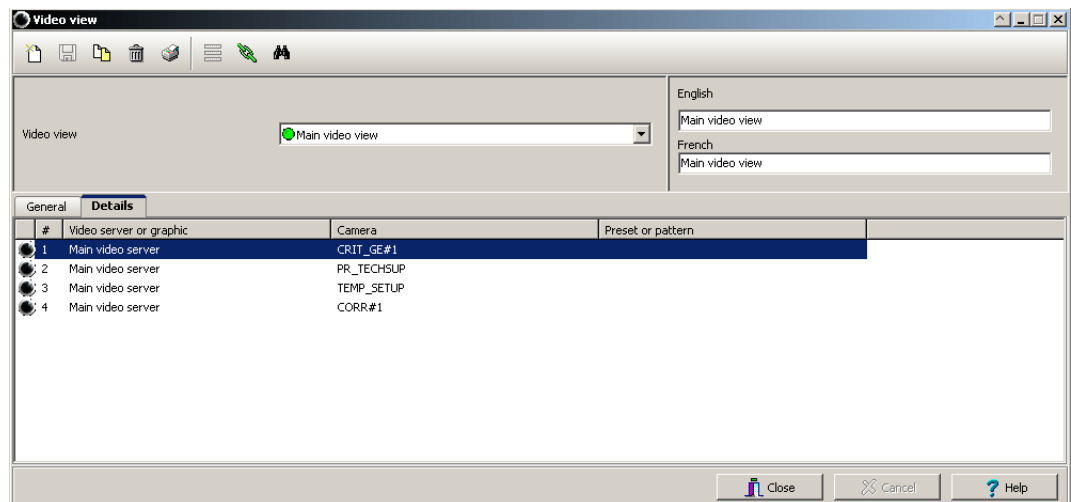 Video view
English
Video view Main video view Main video view
French
Main video view
General Details
# Video server or graphic Camera Preset or pattern
1 Main video server CRIT_GE#1
2 Main video server PR_TECHSUP
3 Main video server TEMP_SETUP
4 Main video server CORR#1
Close Cancel ? Help